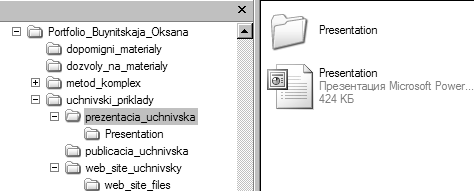 Portfolio_Buynitskaja_Oksana
dopomigni_materialy
dozvoly_na_materialy
metod_komplex
uchnivski_priklady
prezentacia_uchnivska
Presentation
publicacia_uchnivska
web_site_uchnivsky
web_site_files
Presentation
Presentation
Презентация Microsoft Power...
424 КБ